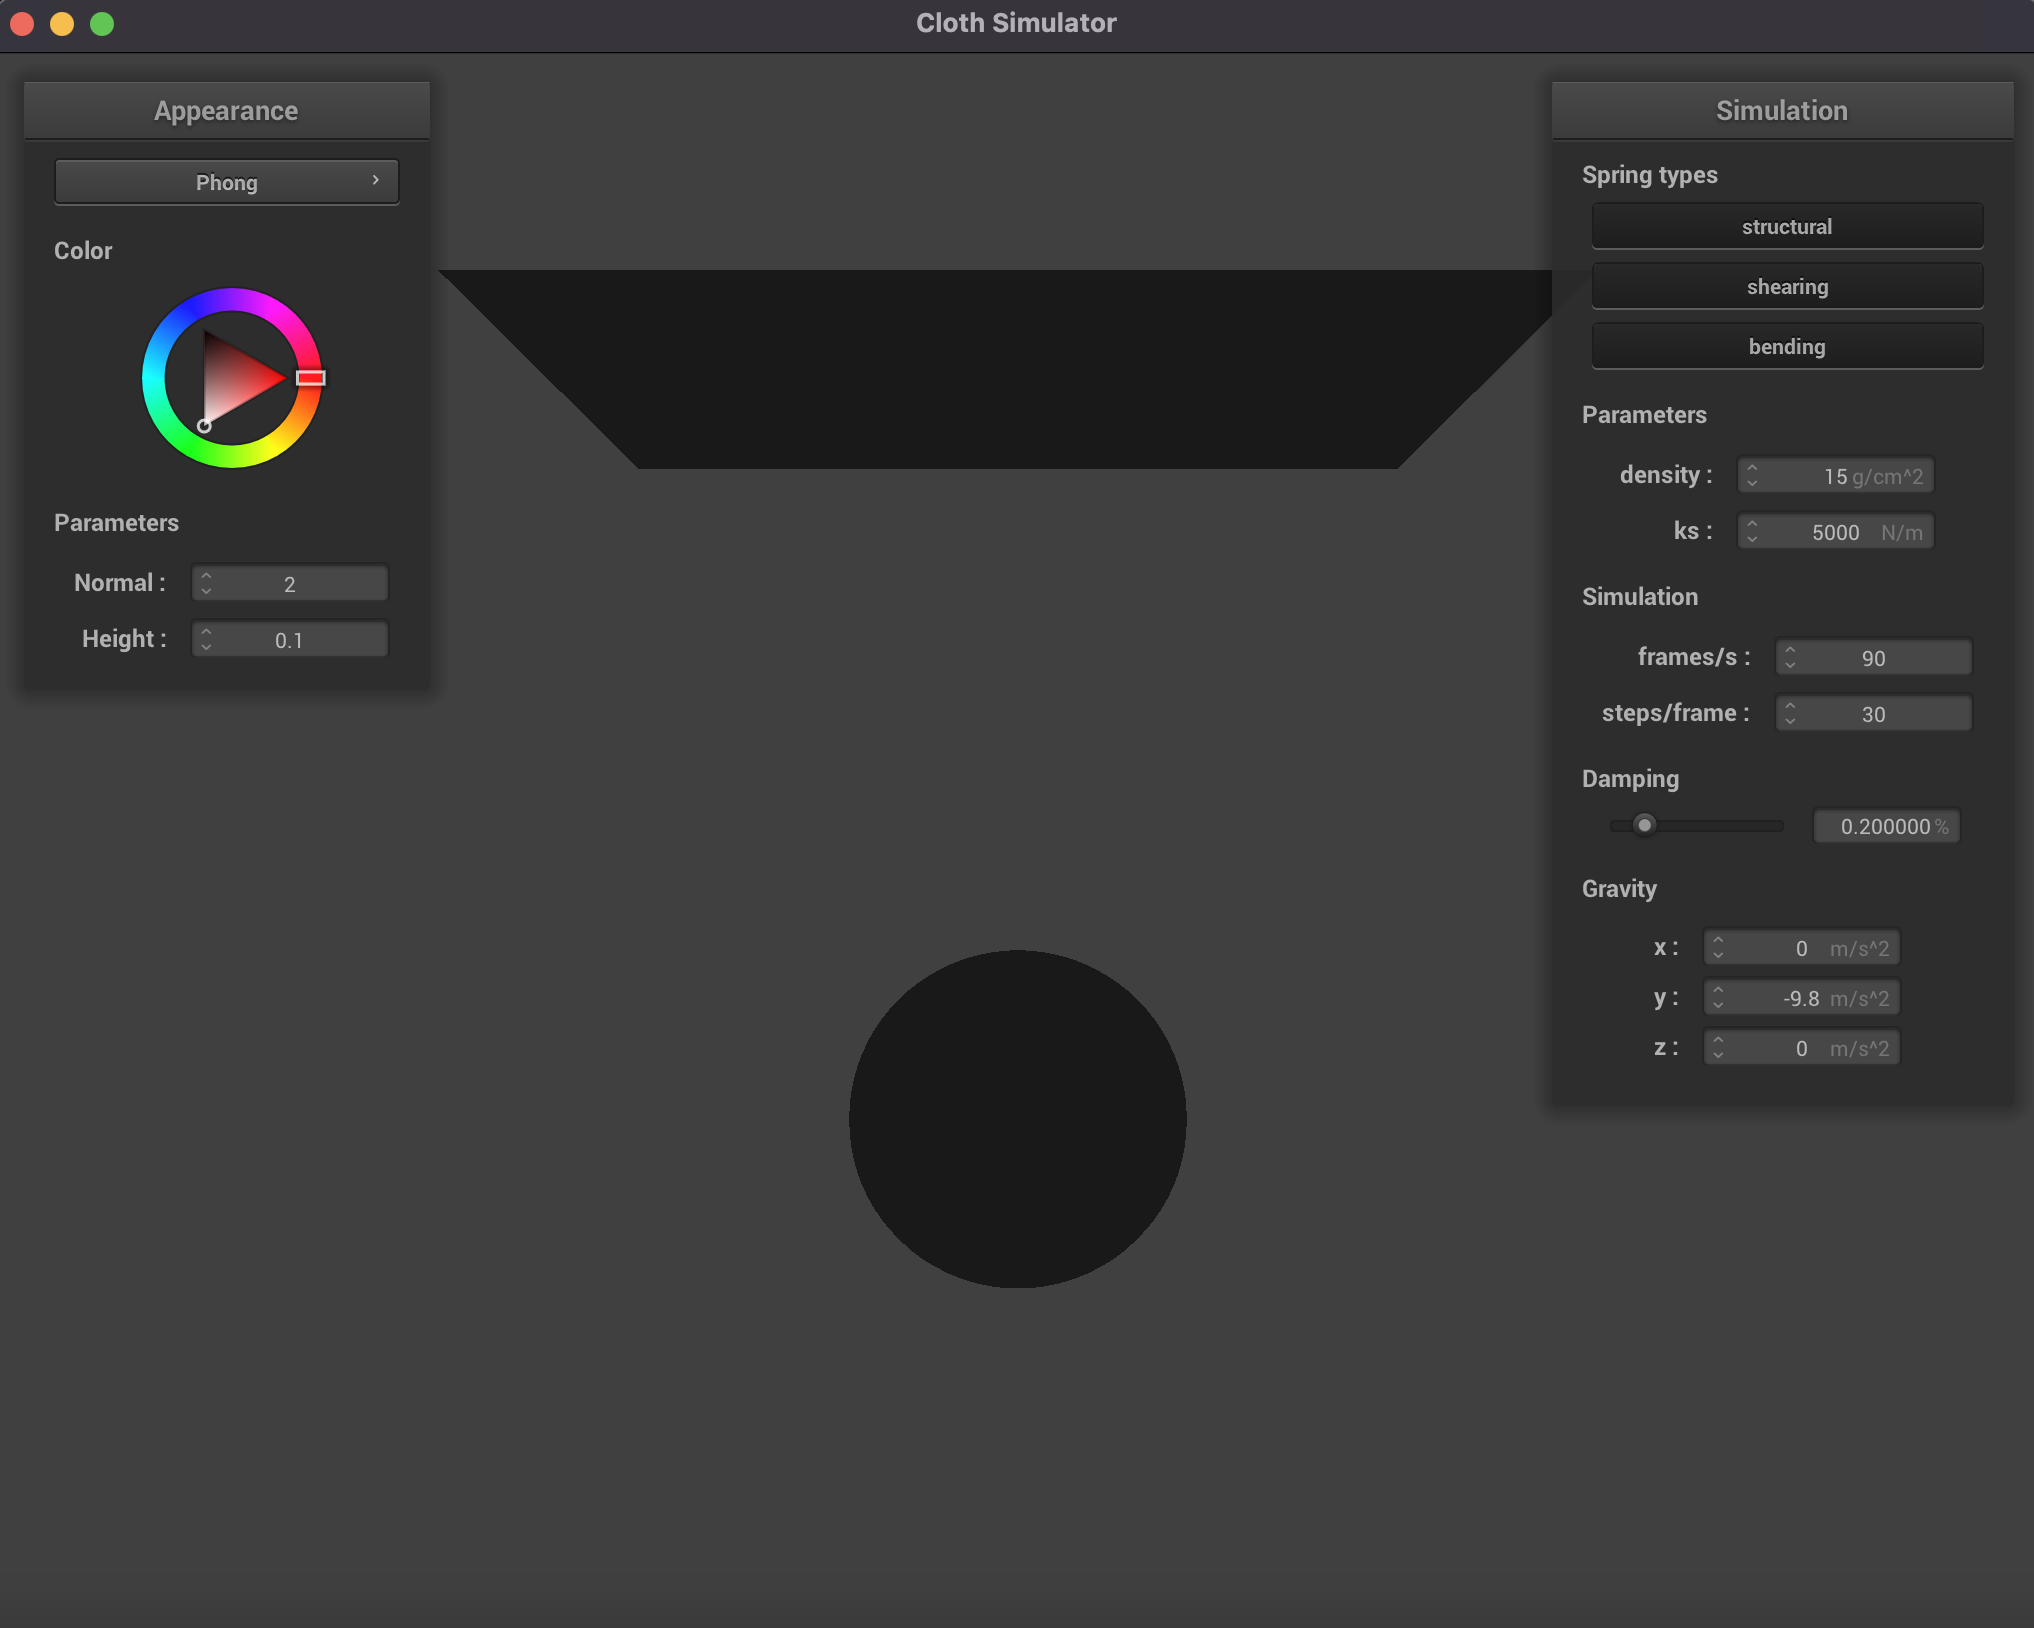 Cloth Simulator
Appearance
Phong
Color
Parameters
Normal : 2
Height : 0.1
Simulation
Spring types
structural
shearing
bending
Parameters
density : 15 g/cm^2
ks : 5000 N/m
Simulation
frames/s : 90
steps/frame : 30
Damping
0.200000 %
Gravity
x : 0 m/s^2
y : -9.8 m/s^2
z : 0 m/s^2